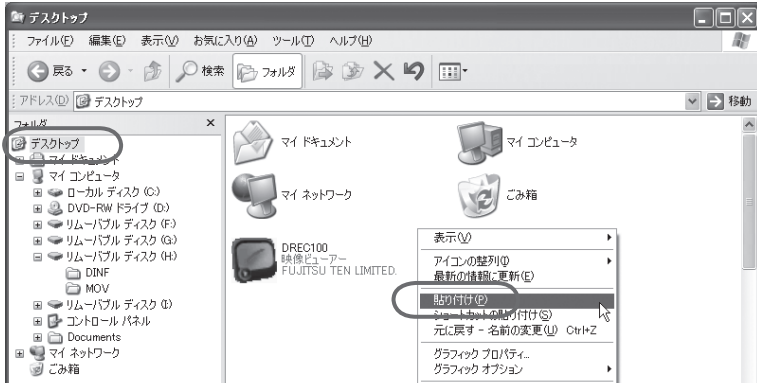 デスクトップ
ファイル(F) 編集(E) 表示(V) お気に入り(A) ツール(T) ヘルプ(H)
戻る 検索 フォルダ
アドレス(D) デスクトップ 移動
フォルダ ×
デスクトップ
マイ ドキュメント
マイ コンピュータ
ローカル ディスク (C:)
DVD-RW ドライブ (D:)
リムーバブル ディスク (F:)
リムーバブル ディスク (G:)
リムーバブル ディスク (H:)
DINF
MOV
リムーバブル ディスク (I:)
コントロール パネル
Documents
マイ ネットワーク
ごみ箱
マイ ドキュメント
マイ コンピュータ
マイ ネットワーク
ごみ箱
DREC100
映像ビューアー
FUJITSU TEN LIMITED.
表示(V)
アイコンの整列(I)
最新の情報に更新(E)
貼り付け(P)
ショートカットの貼り付け(S)
元に戻す - 名前の変更(U) Ctrl+Z
グラフィック プロパティ...
グラフィック オプション